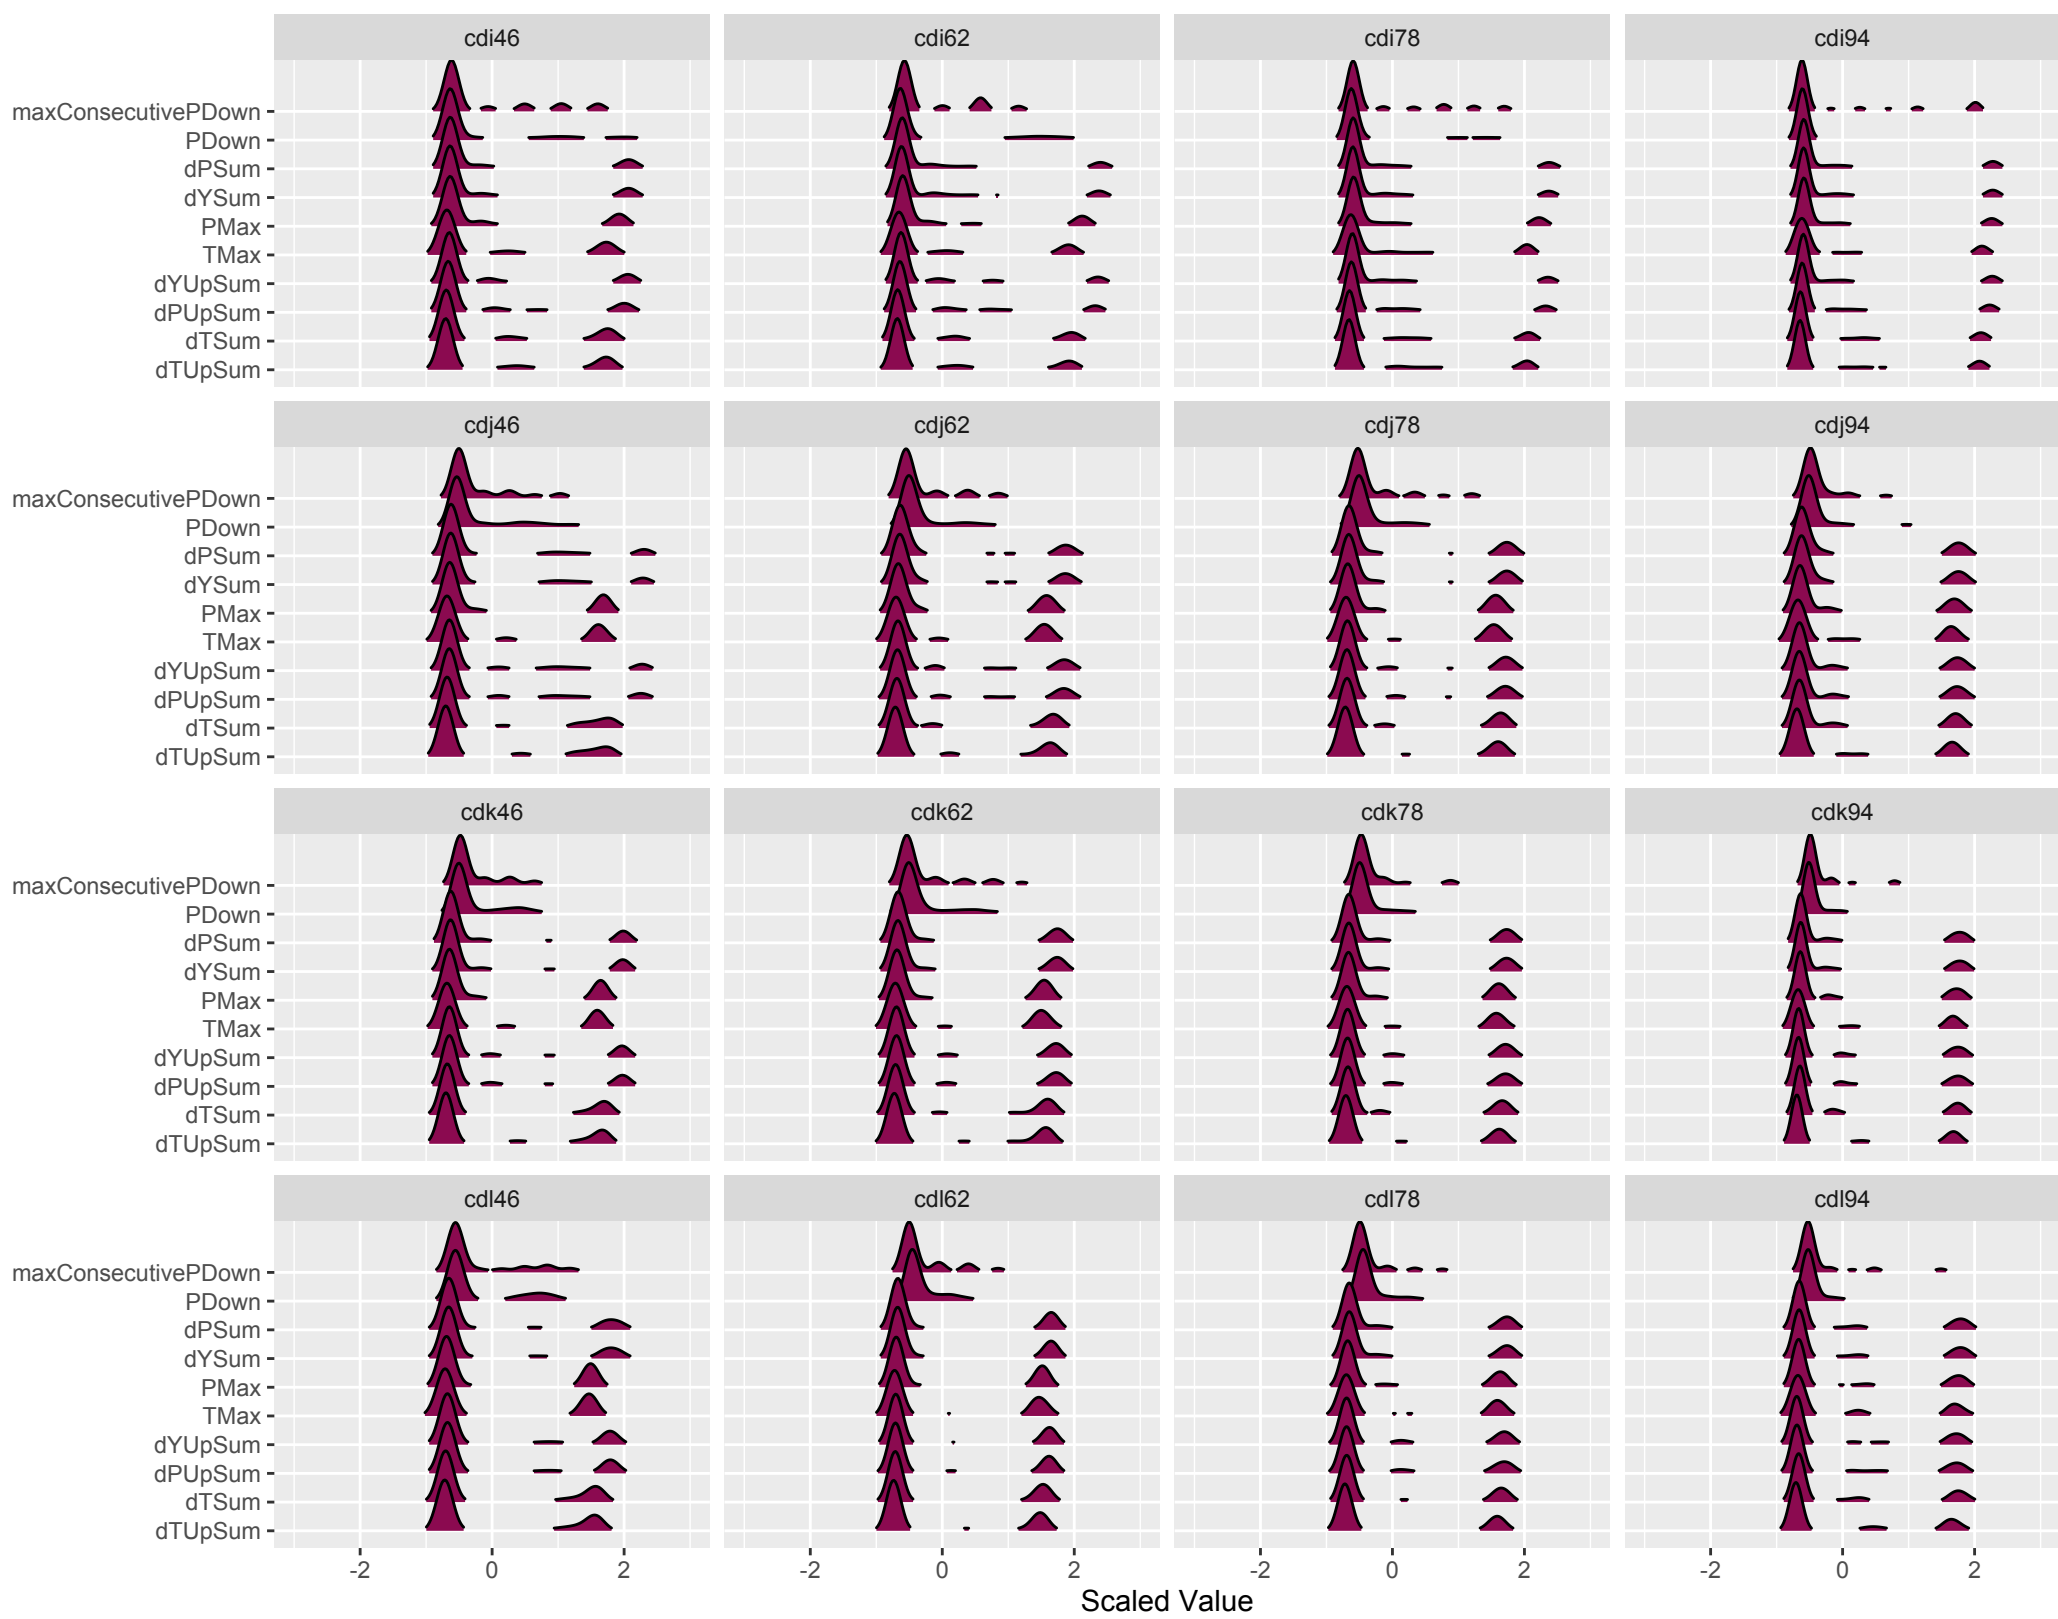 cdi46 cdi62 cdi78 cdi94
maxConsecutivePDown
PDown
dPSum
dYSum
PMax
TMax
dYUpSum
dPUpSum
dTSum
dTUpSum
cdj46 cdj62 cdj78 cdj94
maxConsecutivePDown
PDown
dPSum
dYSum
PMax
TMax
dYUpSum
dPUpSum
dTSum
dTUpSum
cdk46 cdk62 cdk78 cdk94
maxConsecutivePDown
PDown
dPSum
dYSum
PMax
TMax
dYUpSum
dPUpSum
dTSum
dTUpSum
cdl46 cdl62 cdl78 cdl94
maxConsecutivePDown
PDown
dPSum
dYSum
PMax
TMax
dYUpSum
dPUpSum
dTSum
dTUpSum
-2 0 2 -2 0 2 -2 0 2 -2 0 2
Scaled Value